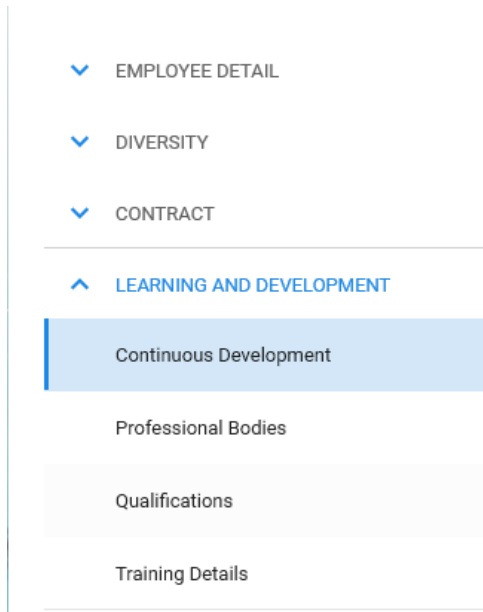 EMPLOYEE DETAIL
DIVERSITY
CONTRACT
LEARNING AND DEVELOPMENT
Continuous Development
Professional Bodies
Qualifications
Training Details